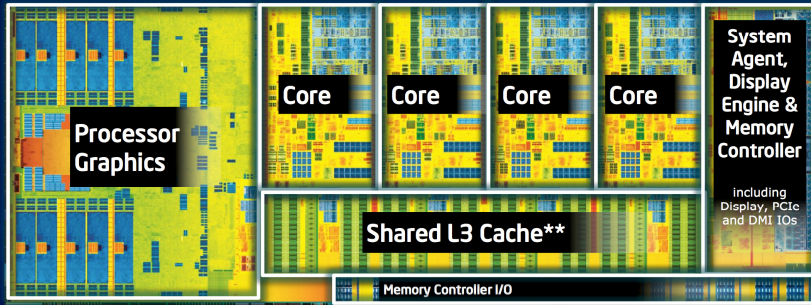 Processor
Graphics
Core
Core
Core
Core
System
Agent,
Display
Engine &
Memory
Controller
including
Display, PCIe
and DMI IOs
Shared L3 Cache**
Memory Controller I/O